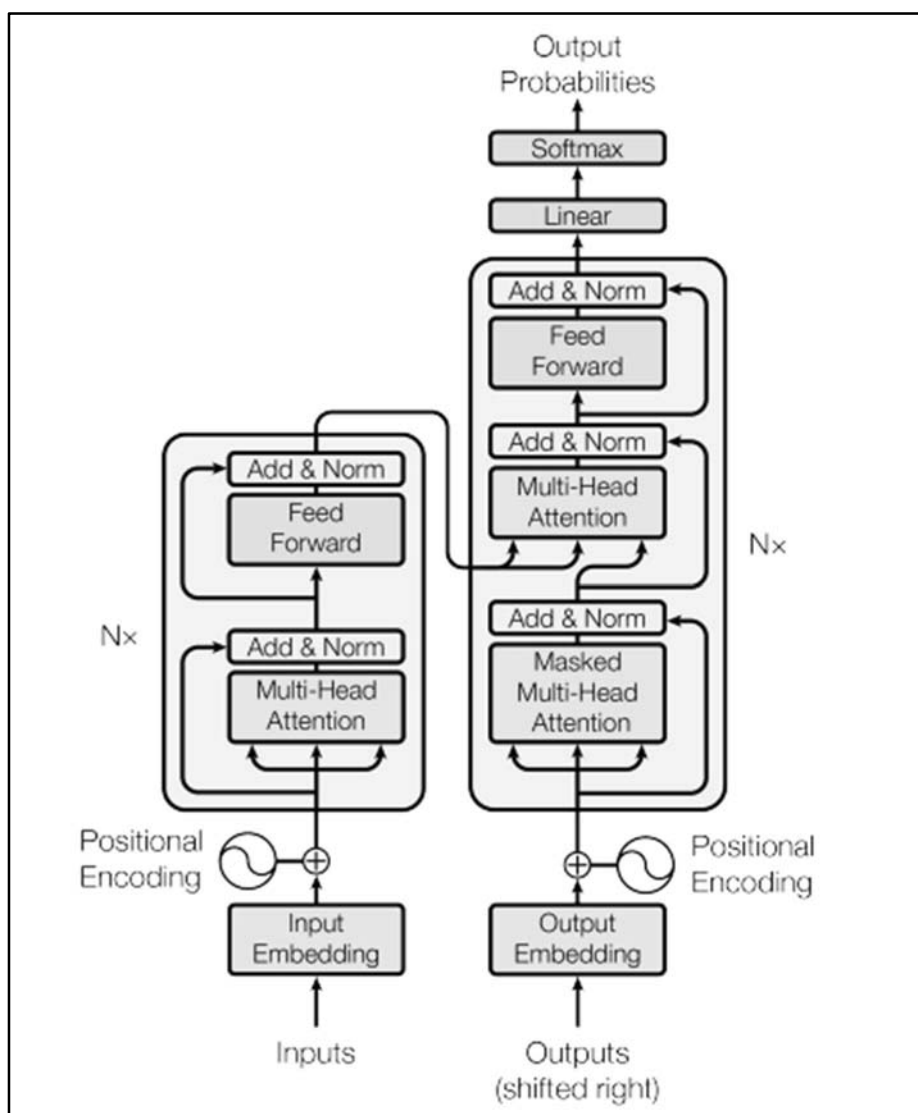 Output
Probabilities
Softmax
Linear
Add & Norm
Feed
Forward
Add & Norm
Multi-Head
Attention
Nx
Add & Norm
Masked
Multi-Head
Attention
Add & Norm
Feed
Forward
Nx
Add & Norm
Multi-Head
Attention
Positional
Encoding
Positional
Encoding
Input
Embedding
Output
Embedding
Inputs
Outputs
(shifted right)